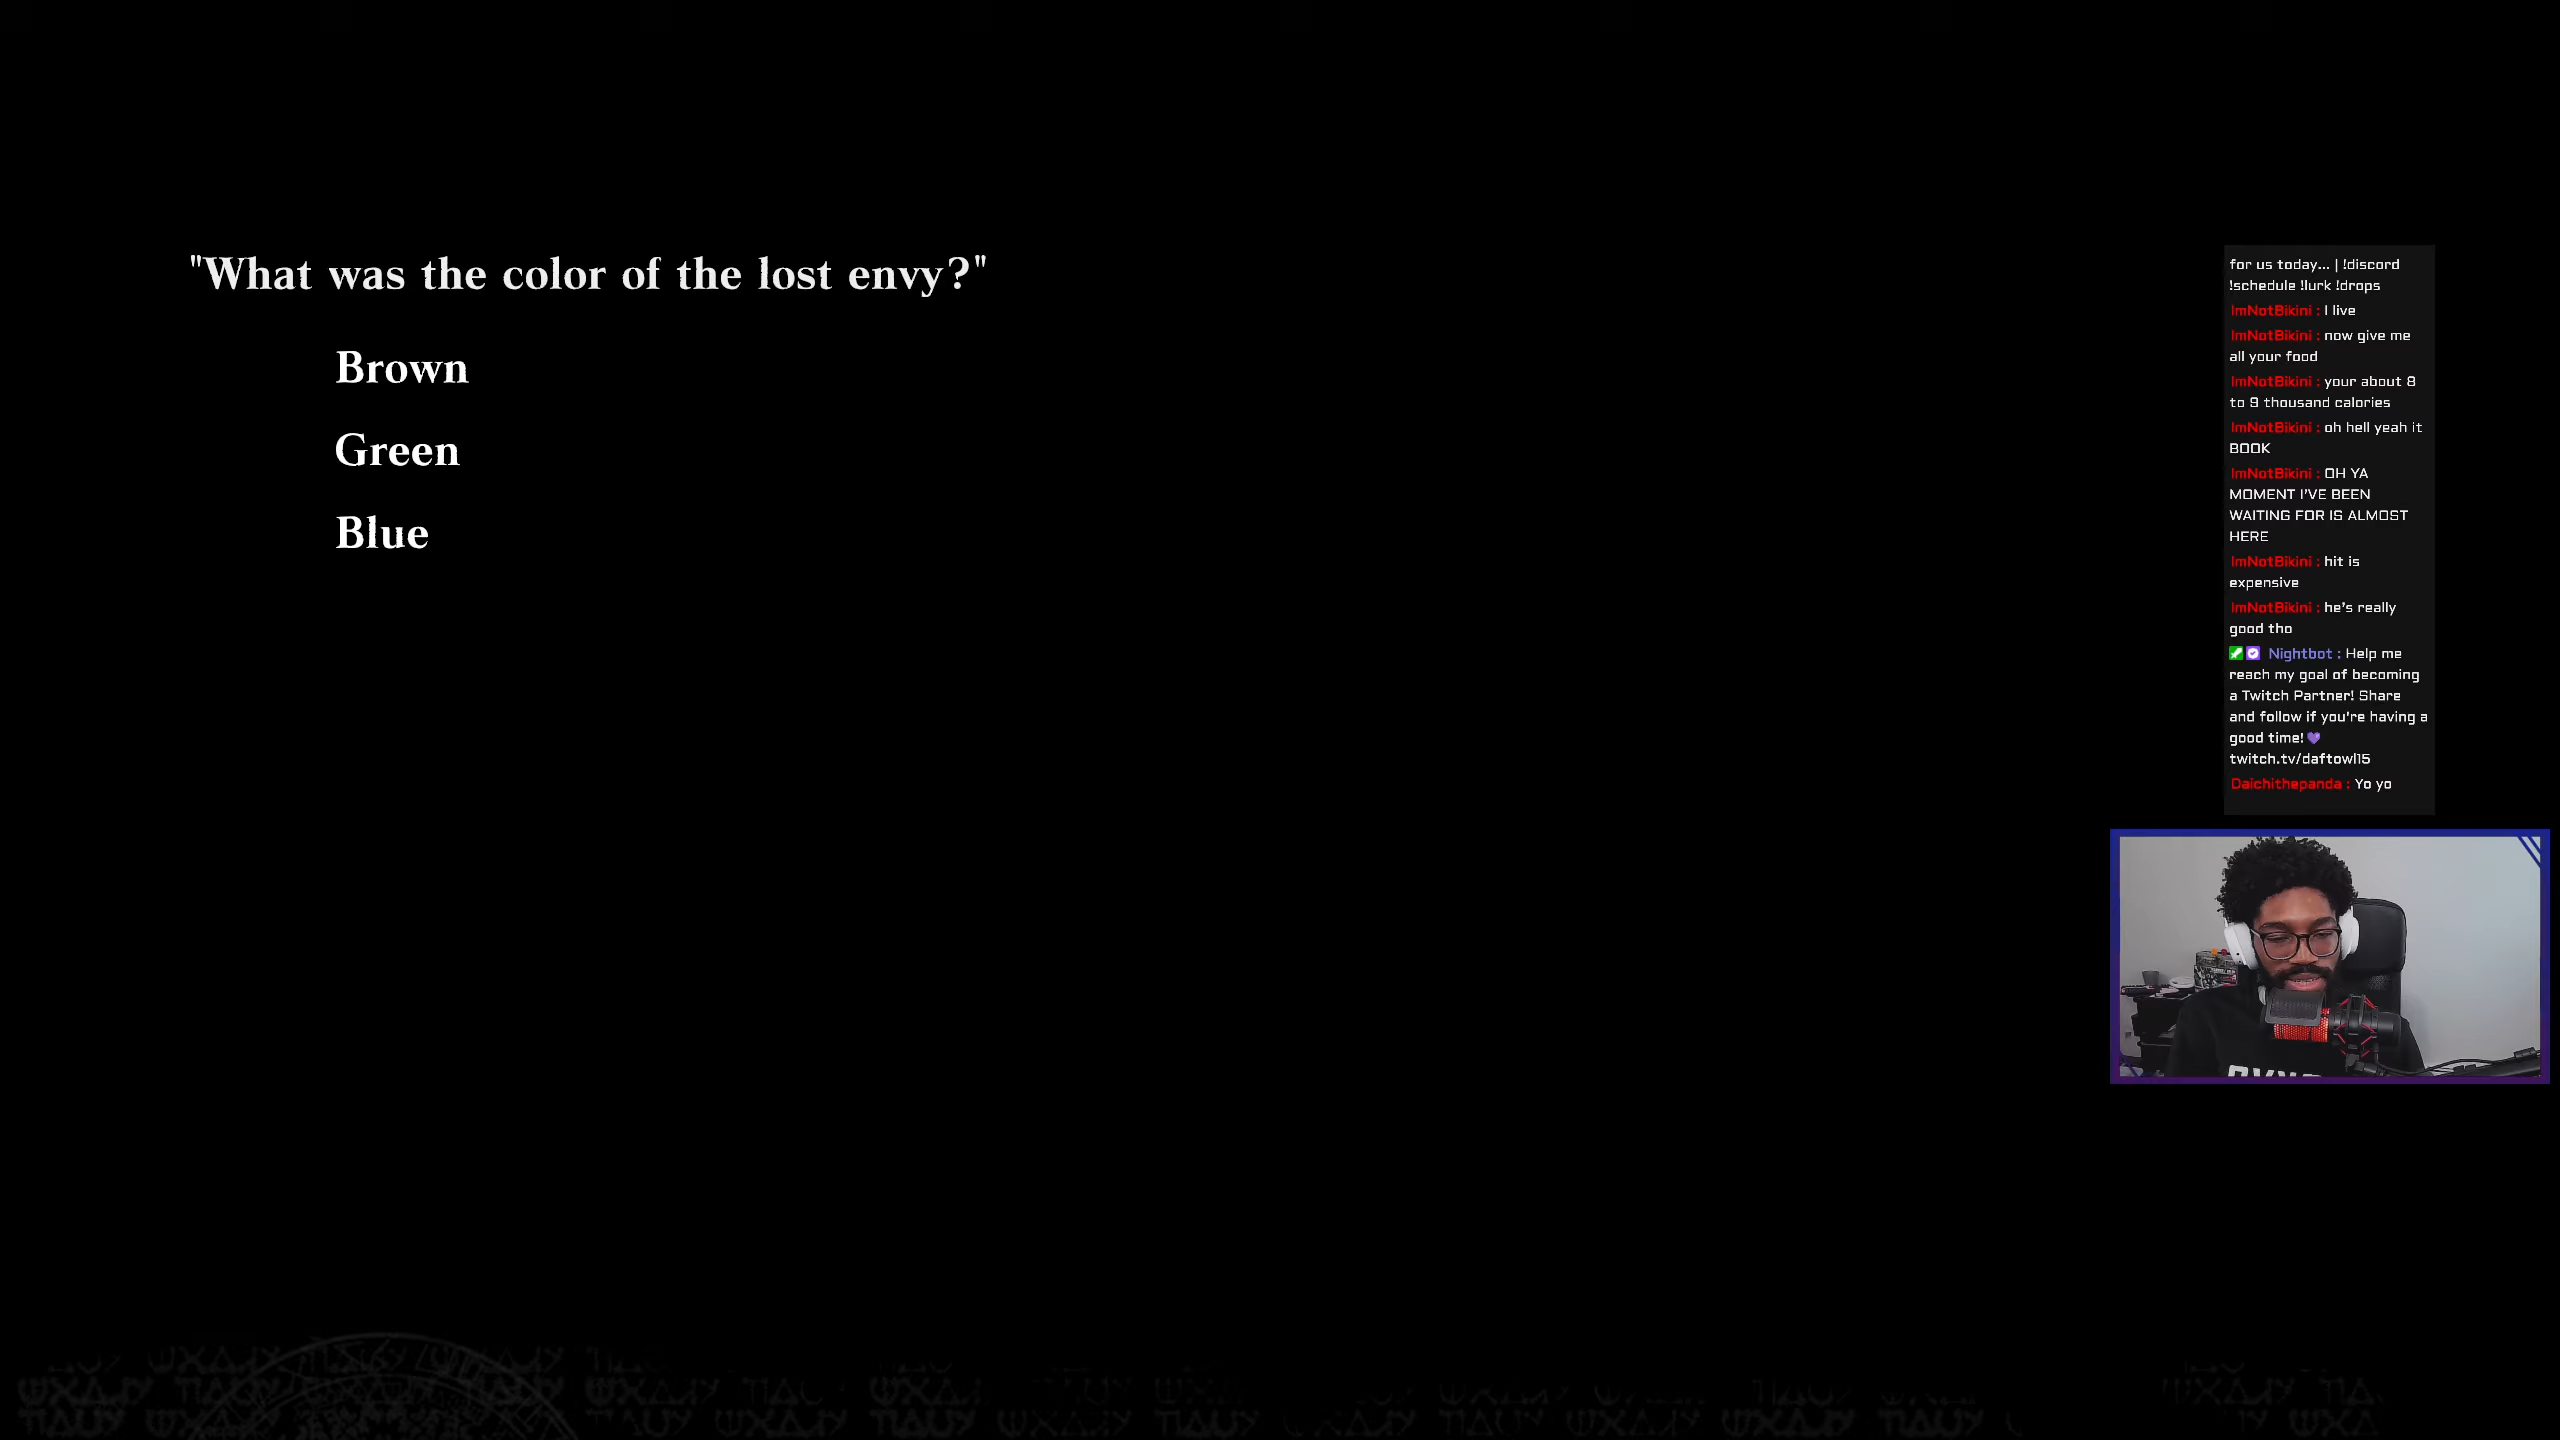 "What was the color of the lost envy?"
Brown
Green
Blue
for us today... | !discord
!schedule !lurk !drops
ImNotBikini : I live
ImNotBikini : now give me
all your food
ImNotBikini : your about 8
to 9 thousand calories
ImNotBikini : oh hell yeah it
BOOK
ImNotBikini : OH YA
MOMENT I'VE BEEN
WAITING FOR IS ALMOST
HERE
ImNotBikini : hit is
expensive
ImNotBikini : he's really
good tho
Nightbot : Help me
reach my goal of becoming
a Twitch Partner! Share
and follow if you're having a
good time! 💜
twitch.tv/daftowl15
Daichithepanda : Yo yo